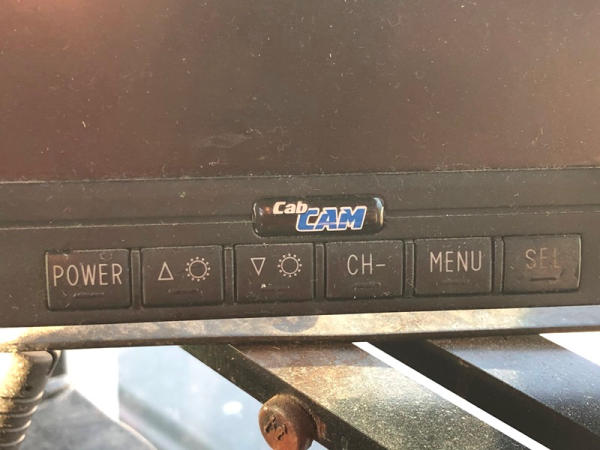 Cab CAM
POWER △ ▽ CH- MENU SEL